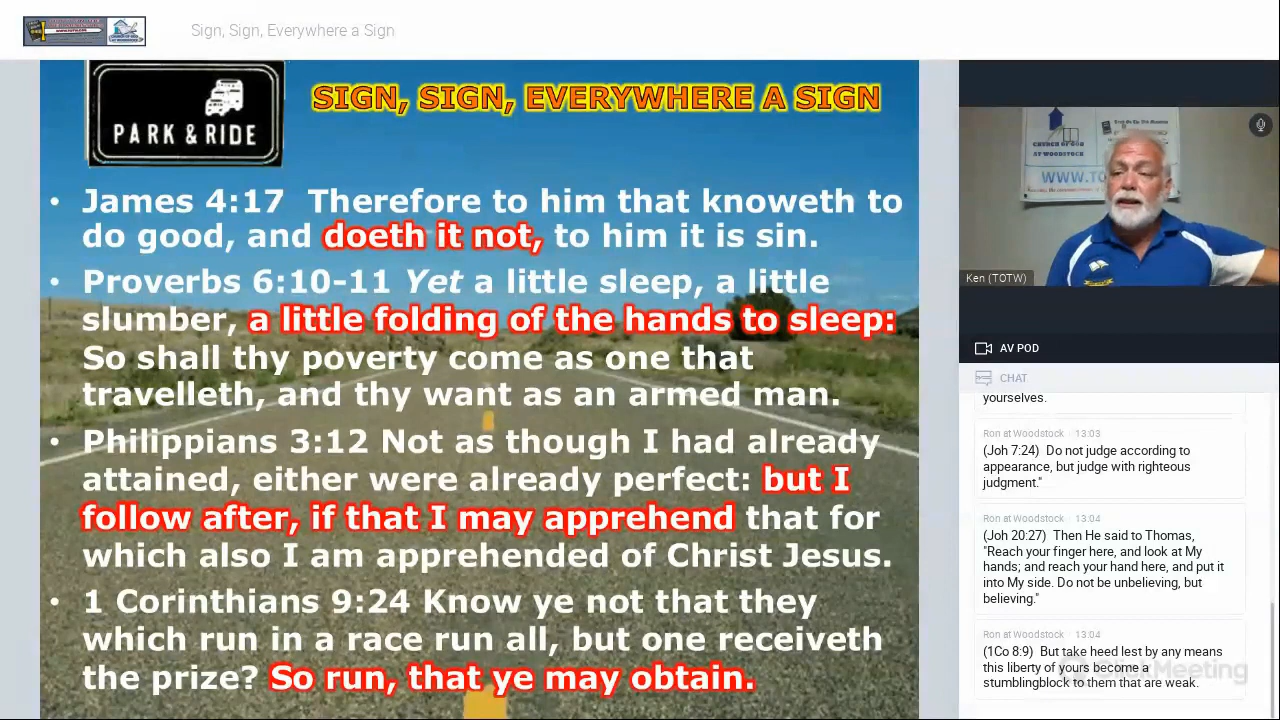 Sign, Sign, Everywhere a Sign
PARK & RIDE
SIGN, SIGN, EVERYWHERE A SIGN
• James 4:17 Therefore to him that knoweth to
do good, and doeth it not, to him it is sin.
• Proverbs 6:10-11 Yet a little sleep, a little
slumber, a little folding of the hands to sleep:
So shall thy poverty come as one that
travelleth, and thy want as an armed man.
• Philippians 3:12 Not as though I had already
attained, either were already perfect: but I
follow after, if that I may apprehend that for
which also I am apprehended of Christ Jesus.
• 1 Corinthians 9:24 Know ye not that they
which run in a race run all, but one receiveth
the prize? So run, that ye may obtain.
CHURCH OF GOD
AT WOODSTOCK
WWW.TO
Ken (TOTW)
AV POD
CHAT
yourselves.
Ron at Woodstock · 13:03
(Joh 7:24) Do not judge according to
appearance, but judge with righteous
judgment."
Ron at Woodstock · 13:04
(Joh 20:27) Then He said to Thomas,
"Reach your finger here, and look at My
hands; and reach your hand here, and put it
into My side. Do not be unbelieving, but
believing."
Ron at Woodstock · 13:04
(1Co 8:9) But take heed lest by any means
this liberty of yours become a
stumblingblock to them that are weak.
ClickMeeting